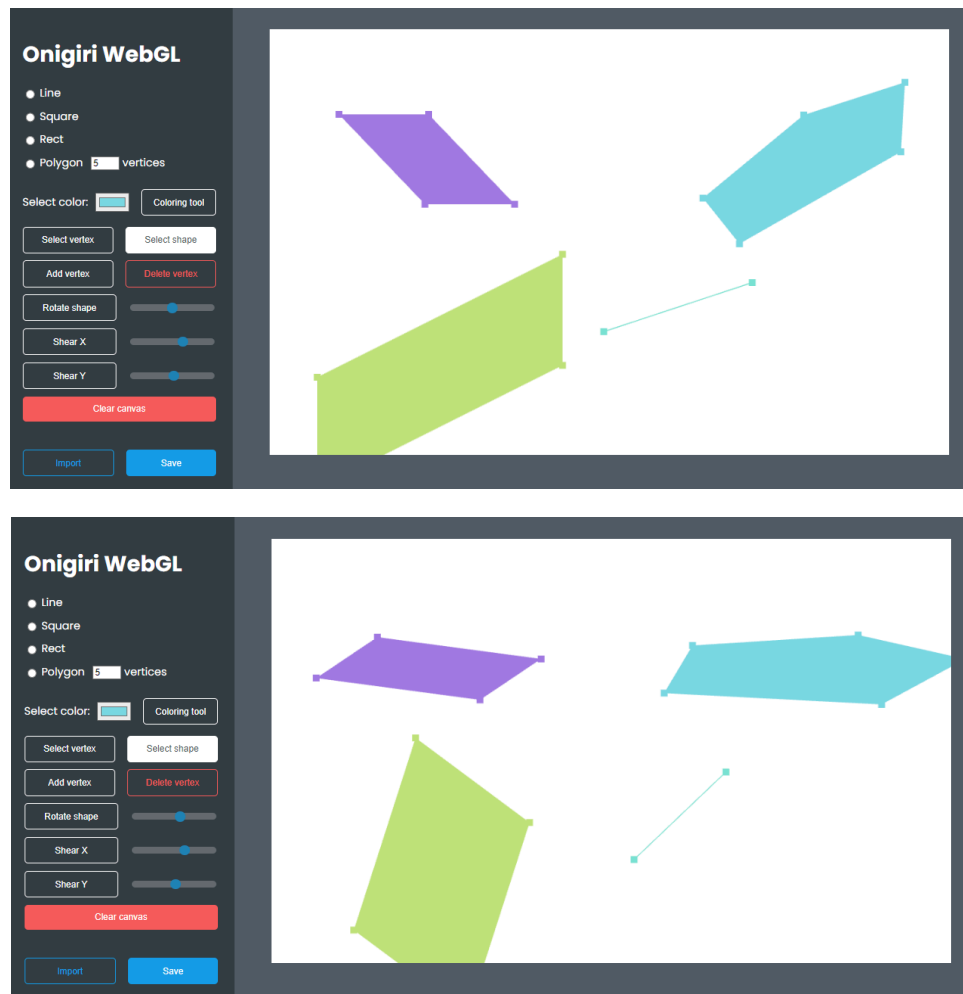 Onigiri WebGL
Line
Square
Rect
Polygon 5 vertices
Select color: Coloring tool
Select vertex Select shape
Add vertex Delete vertex
Rotate shape
Shear X
Shear Y
Clear canvas
Import Save
Onigiri WebGL
Line
Square
Rect
Polygon 5 vertices
Select color: Coloring tool
Select vertex Select shape
Add vertex Delete vertex
Rotate shape
Shear X
Shear Y
Clear canvas
Import Save